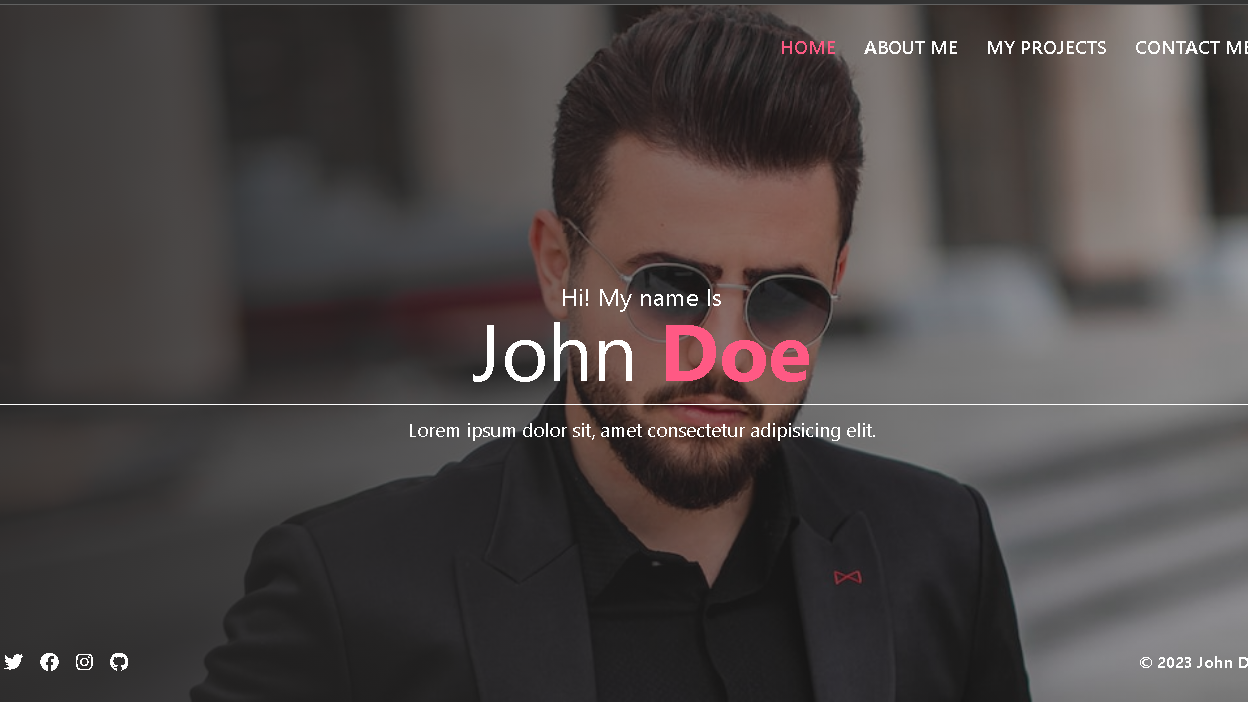 HOME ABOUT ME MY PROJECTS CONTACT ME
Hi! My name Is
John Doe
Lorem ipsum dolor sit, amet consectetur adipisicing elit.
© 2023 John D